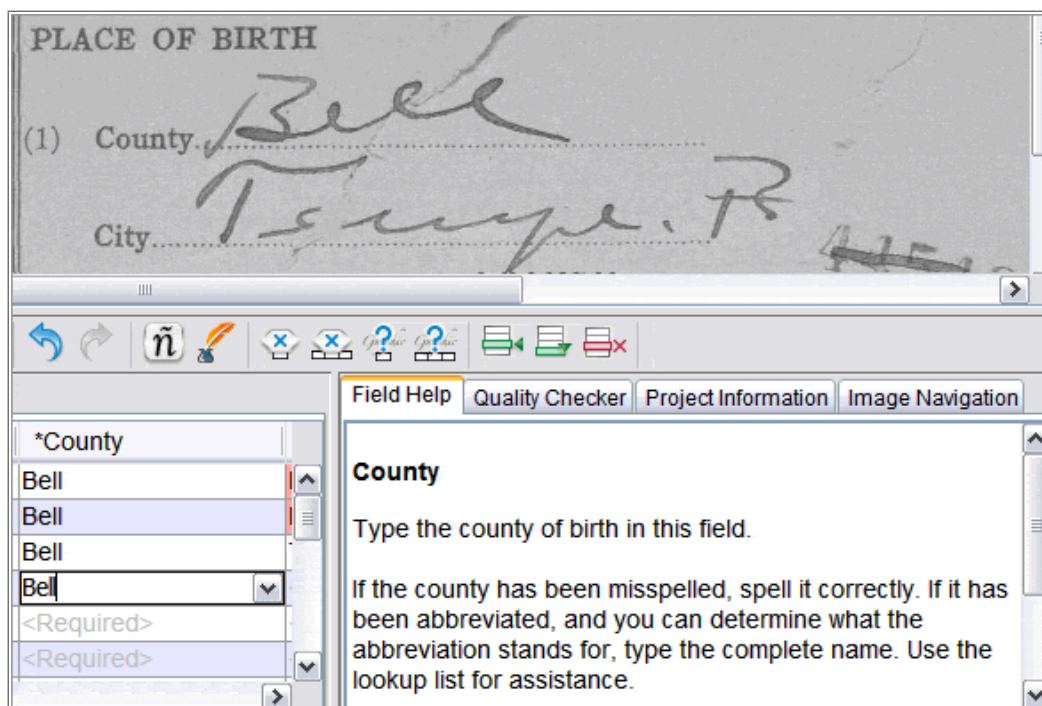 PLACE OF BIRTH
(1) County Bell
City Temple.
ñ
Field Help Quality Checker Project Information Image Navigation
*County
Bell
Bell
Bell
Bell
<Required>
<Required>
County
Type the county of birth in this field.
If the county has been misspelled, spell it correctly. If it has
been abbreviated, and you can determine what the
abbreviation stands for, type the complete name. Use the
lookup list for assistance.